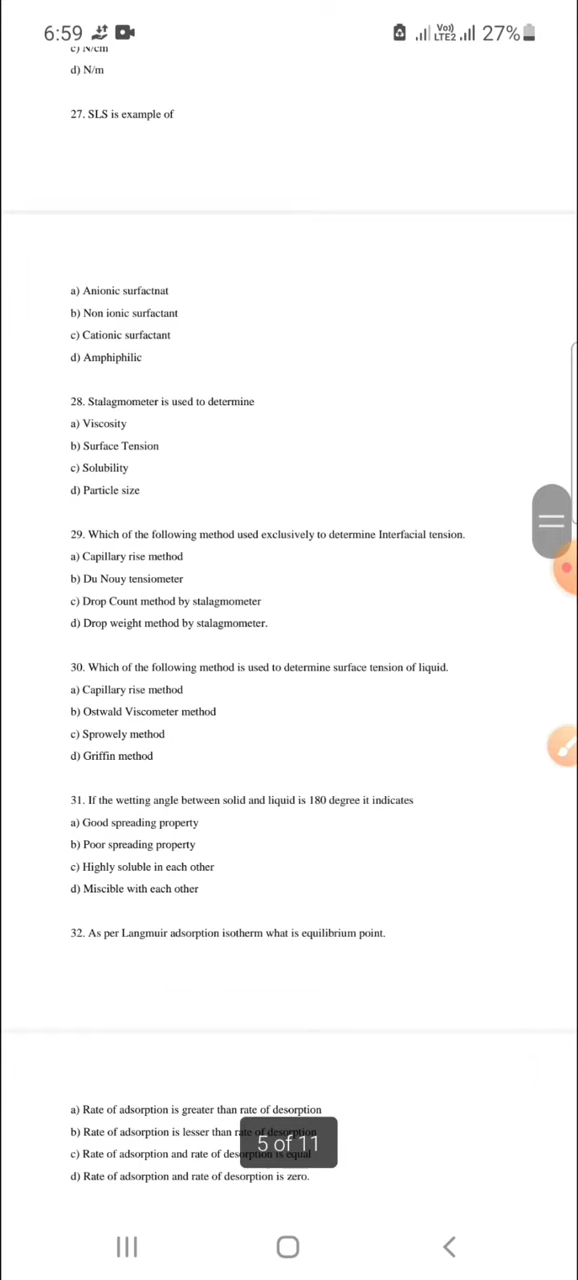 6:59 Vo)) LTE2 27%
c) N/cm
d) N/m
27. SLS is example of
a) Anionic surfactnat
b) Non ionic surfactant
c) Cationic surfactant
d) Amphiphilic
28. Stalagmometer is used to determine
a) Viscosity
b) Surface Tension
c) Solubility
d) Particle size
29. Which of the following method used exclusively to determine Interfacial tension.
a) Capillary rise method
b) Du Nouy tensiometer
c) Drop Count method by stalagmometer
d) Drop weight method by stalagmometer.
30. Which of the following method is used to determine surface tension of liquid.
a) Capillary rise method
b) Ostwald Viscometer method
c) Sprowely method
d) Griffin method
31. If the wetting angle between solid and liquid is 180 degree it indicates
a) Good spreading property
b) Poor spreading property
c) Highly soluble in each other
d) Miscible with each other
32. As per Langmuir adsorption isotherm what is equilibrium point.
a) Rate of adsorption is greater than rate of desorption
b) Rate of adsorption is lesser than rate of desorption
5 of 11
c) Rate of adsorption and rate of desorption is equal
d) Rate of adsorption and rate of desorption is zero.